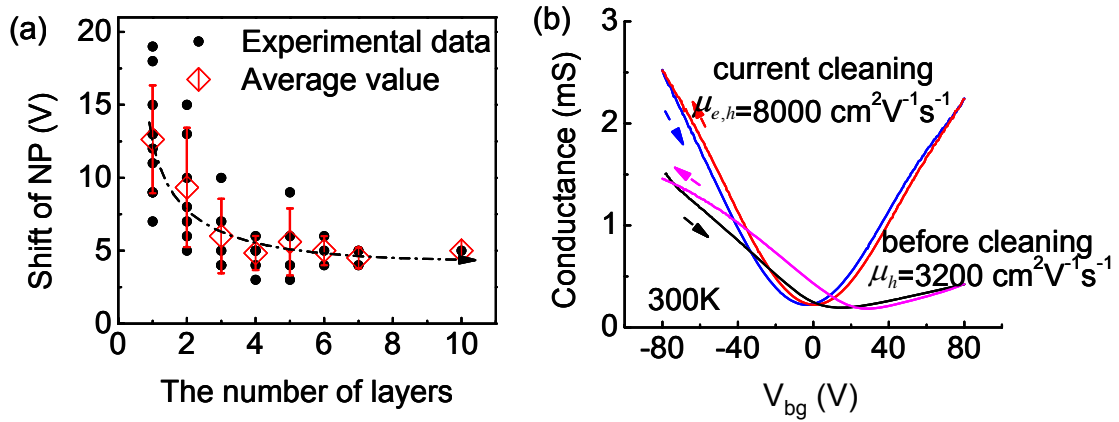 (a)
20
15
10
5
0
Shift of NP (V)
Experimental data
Average value
0 2 4 6 8 10
The number of layers
(b)
3
2
1
0
Conductance (mS)
current cleaning
μe,h=8000 cm²V⁻¹s⁻¹
before cleaning
μh=3200 cm²V⁻¹s⁻¹
300K
-80 -40 0 40 80
Vbg (V)